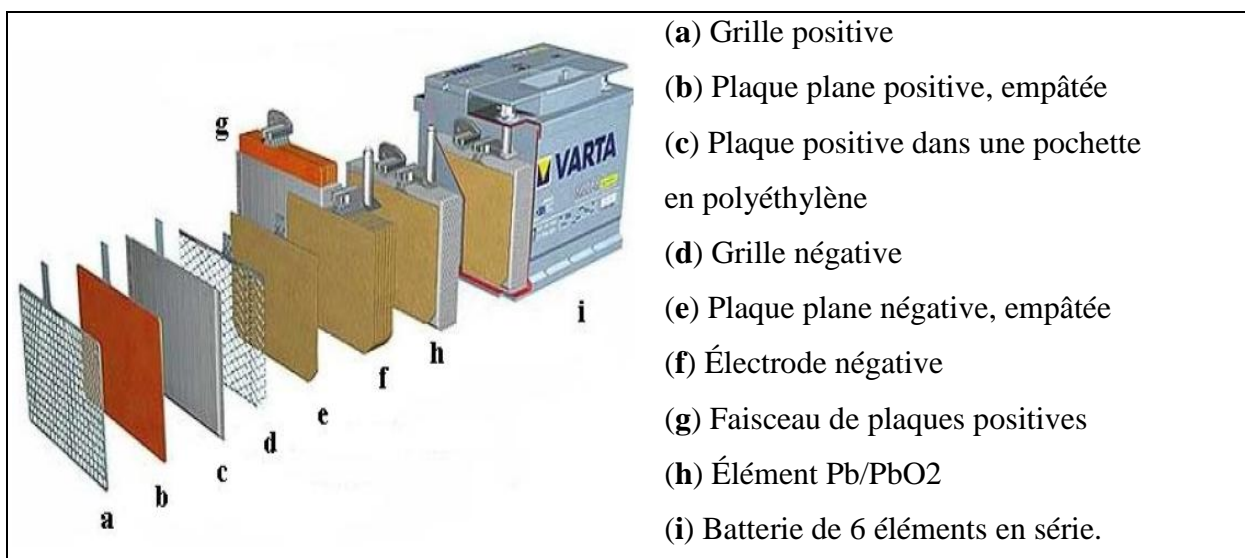 (a) Grille positive
(b) Plaque plane positive, empâtée
(c) Plaque positive dans une pochette
en polyéthylène
(d) Grille négative
(e) Plaque plane négative, empâtée
(f) Électrode négative
(g) Faisceau de plaques positives
(h) Élément Pb/PbO2
(i) Batterie de 6 éléments en série.
g
VARTA
VARTA
i
h
f
e
d
c
b
a